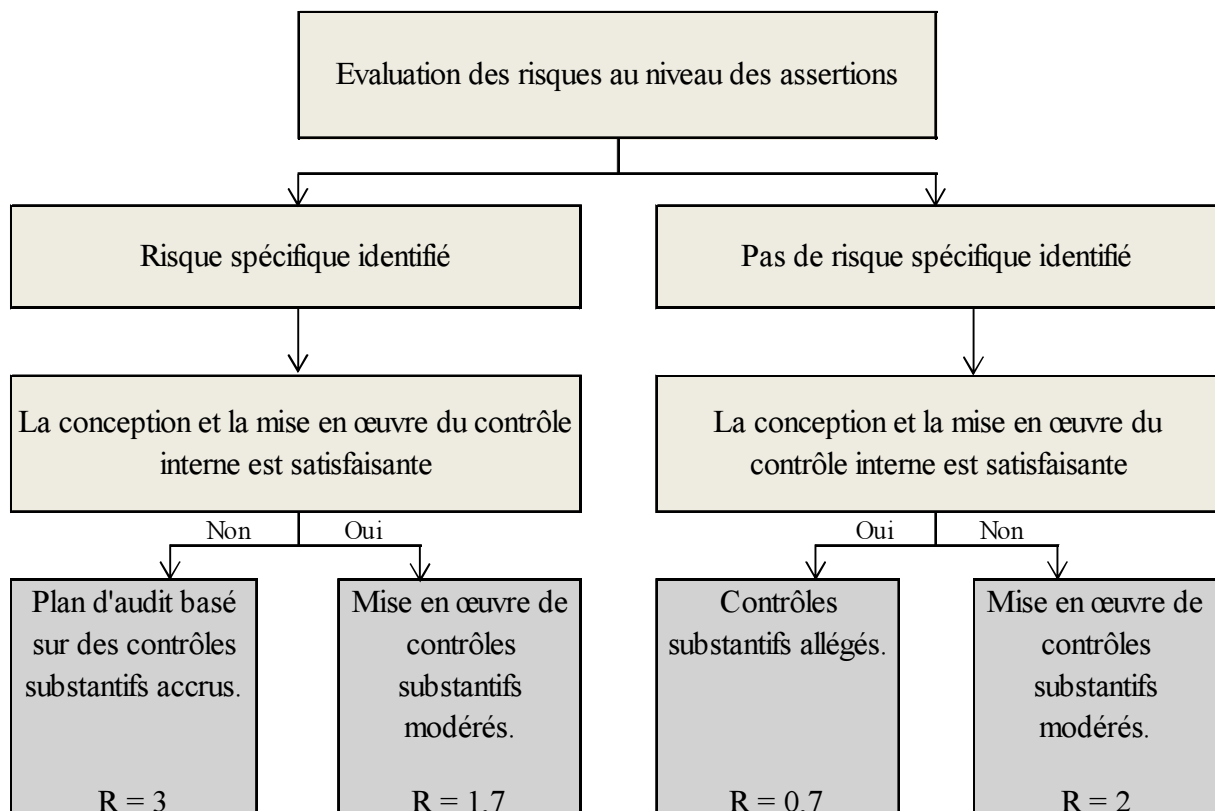 Evaluation des risques au niveau des assertions
Risque spécifique identifié
Pas de risque spécifique identifié
La conception et la mise en œuvre du contrôle
interne est satisfaisante
La conception et la mise en œuvre du
contrôle interne est satisfaisante
Non
Oui
Oui
Non
Plan d'audit basé
sur des contrôles
substantifs accrus.
R = 3
Mise en œuvre de
contrôles
substantifs
modérés.
R = 1,7
Contrôles
substantifs allégés.
R = 0,7
Mise en œuvre de
contrôles
substantifs
modérés.
R = 2